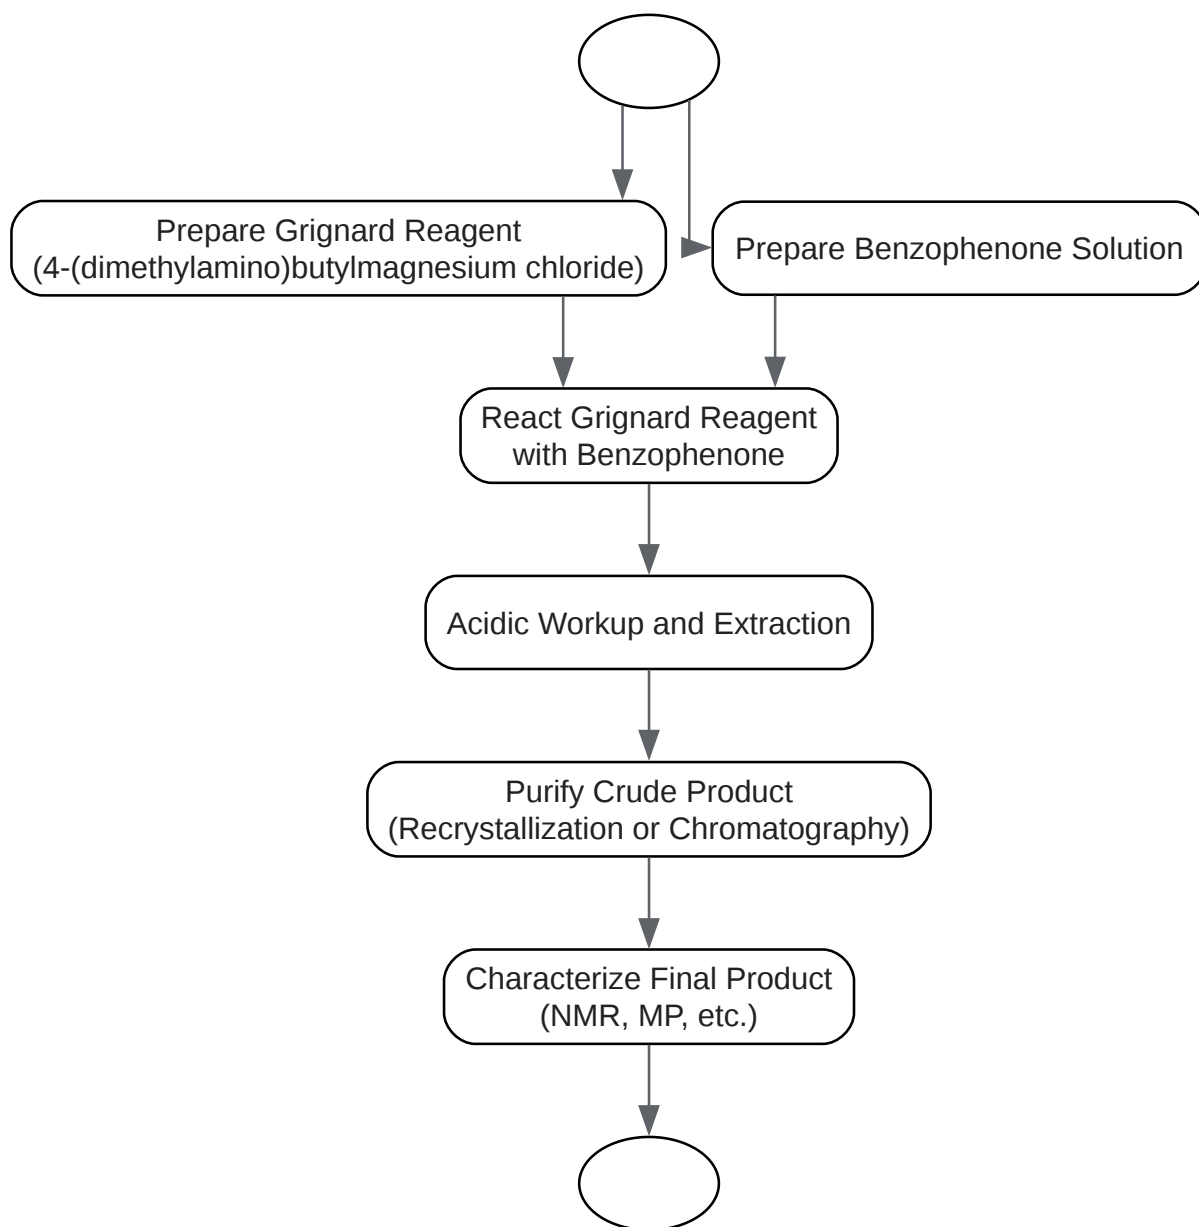 Prepare Grignard Reagent
(4-(dimethylamino)butylmagnesium chloride)
Prepare Benzophenone Solution
React Grignard Reagent
with Benzophenone
Acidic Workup and Extraction
Purify Crude Product
(Recrystallization or Chromatography)
Characterize Final Product
(NMR, MP, etc.)